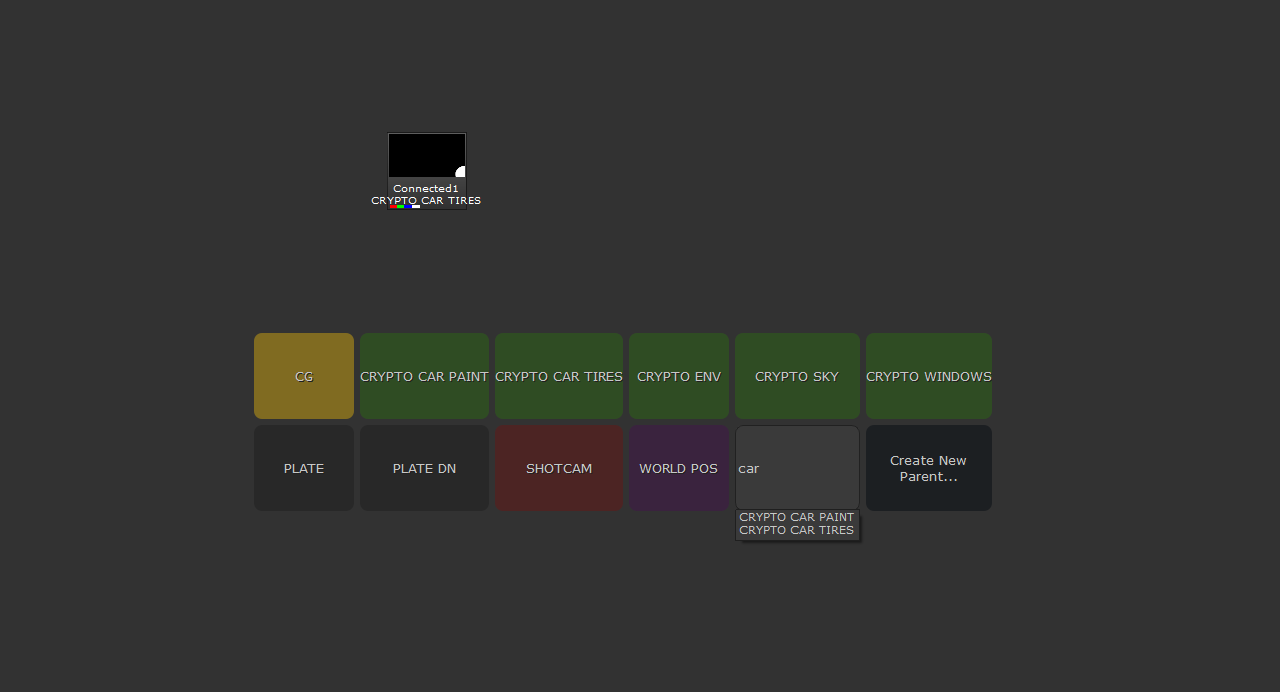 Connected1
CRYPTO CAR TIRES
CG
CRYPTO CAR PAINT
CRYPTO CAR TIRES
CRYPTO ENV
CRYPTO SKY
CRYPTO WINDOWS
PLATE
PLATE DN
SHOTCAM
WORLD POS
car
Create New
Parent...
CRYPTO CAR PAINT
CRYPTO CAR TIRES